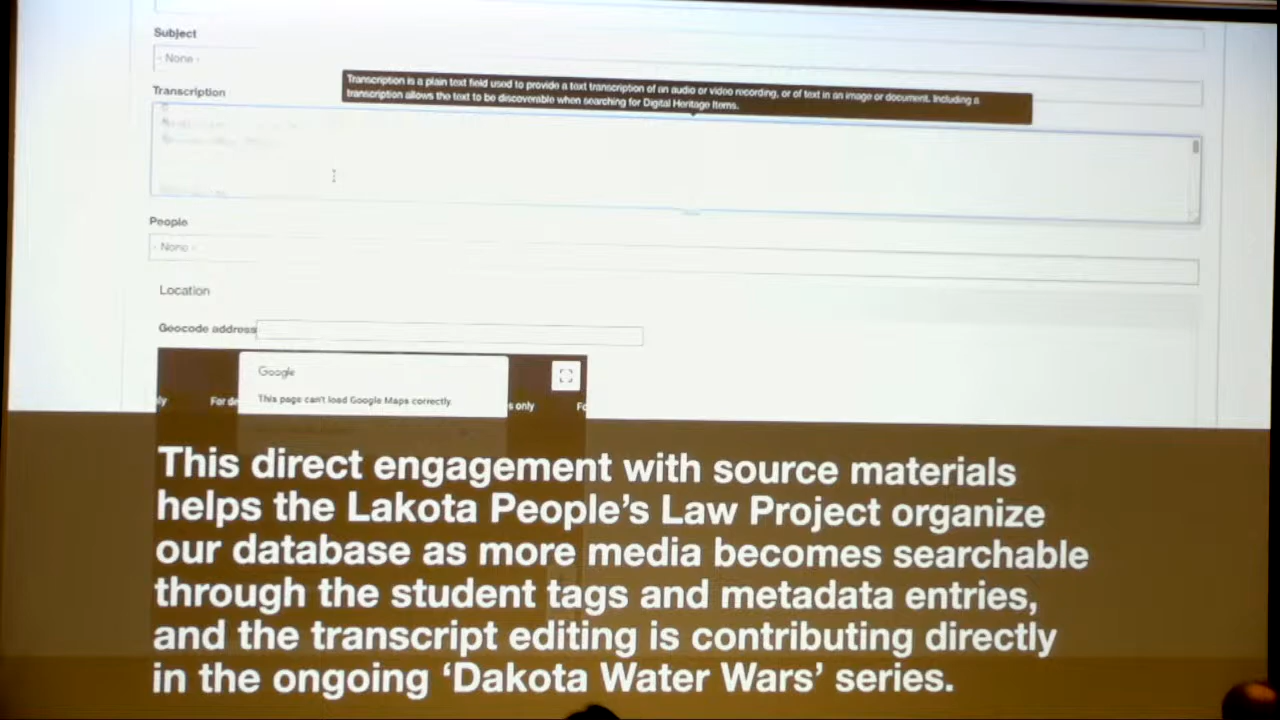 Subject
- None -
Transcription
Transcription is a plain text field used to provide a text transcription of an audio or video recording, or of text in an image or document. Including a
transcription allows the text to be discoverable when searching for Digital Heritage Items.
People
- None -
Location
Geocode address
Google
This page can't load Google Maps correctly.
ly
For de
s only
Fo
This direct engagement with source materials
helps the Lakota People's Law Project organize
our database as more media becomes searchable
through the student tags and metadata entries,
and the transcript editing is contributing directly
in the ongoing ‘Dakota Water Wars’ series.